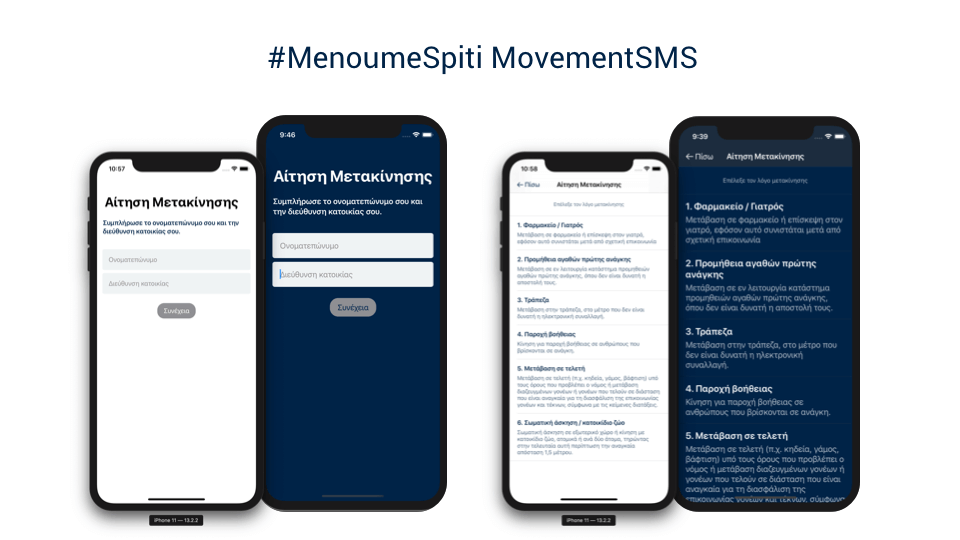 #MenoumeSpiti MovementSMS
10:57
Αίτηση Μετακίνησης
Συμπλήρωσε το ονοματεπώνυμο σου και την
διεύθυνση κατοικίας σου.
Ονοματεπώνυμο
Διεύθυνση κατοικίας
Συνέχεια
iPhone 11 — 13.2.2
9:46
Αίτηση Μετακίνησης
Συμπλήρωσε το ονοματεπώνυμο σου και
την διεύθυνση κατοικίας σου.
Ονοματεπώνυμο
Διεύθυνση κατοικίας
Συνέχεια
10:58
← Πίσω Αίτηση Μετακίνησης
Επέλεξε τον λόγο μετακίνησης
1. Φαρμακείο / Γιατρός
Μετάβαση σε φαρμακείο ή επίσκεψη στον γιατρό,
εφόσον αυτό συνιστάται μετά από σχετική επικοινωνία
2. Προμήθεια αγαθών πρώτης ανάγκης
Μετάβαση σε εν λειτουργία κατάστημα προμηθειών
αγαθών πρώτης ανάγκης, όπου δεν είναι δυνατή η
αποστολή τους.
3. Τράπεζα
Μετάβαση στην τράπεζα, στο μέτρο που δεν είναι
δυνατή η ηλεκτρονική συναλλαγή.
4. Παροχή βοήθειας
Κίνηση για παροχή βοήθειας σε ανθρώπους που
βρίσκονται σε ανάγκη.
5. Μετάβαση σε τελετή
Μετάβαση σε τελετή (π.χ. κηδεία, γάμος, βάφτιση) υπό
τους όρους που προβλέπει ο νόμος ή μετάβαση
διαζευγμένων γονέων ή γονέων που τελούν σε διάσταση
που είναι αναγκαία για τη διασφάλιση της επικοινωνίας
γονέων και τέκνων, σύμφωνα με τις κείμενες διατάξεις.
6. Σωματική άσκηση / κατοικίδιο ζώο
Σωματική άσκηση σε εξωτερικό χώρο ή κίνηση με
κατοικίδιο ζώο, ατομικά ή ανά δύο άτομα, τηρώντας
στην τελευταία αυτή περίπτωση την αναγκαία
απόσταση 1,5 μέτρου.
iPhone 11 — 13.2.2
9:39
← Πίσω Αίτηση Μετακίνησης
Επέλεξε τον λόγο μετακίνησης
1. Φαρμακείο / Γιατρός
Μετάβαση σε φαρμακείο ή επίσκεψη στον
γιατρό, εφόσον αυτό συνιστάται μετά από
σχετική επικοινωνία
2. Προμήθεια αγαθών πρώτης
ανάγκης
Μετάβαση σε εν λειτουργία κατάστημα
προμηθειών αγαθών πρώτης ανάγκης,
όπου δεν είναι δυνατή η αποστολή τους.
3. Τράπεζα
Μετάβαση στην τράπεζα, στο μέτρο που
δεν είναι δυνατή η ηλεκτρονική
συναλλαγή.
4. Παροχή βοήθειας
Κίνηση για παροχή βοήθειας σε
ανθρώπους που βρίσκονται σε ανάγκη.
5. Μετάβαση σε τελετή
Μετάβαση σε τελετή (π.χ. κηδεία, γάμος,
βάφτιση) υπό τους όρους που προβλέπει ο
νόμος ή μετάβαση διαζευγμένων γονέων ή
γονέων που τελούν σε διάσταση που είναι
αναγκαία για τη διασφάλιση της
επικοινωνίας γονέων και τέκνων, σύμφωνα